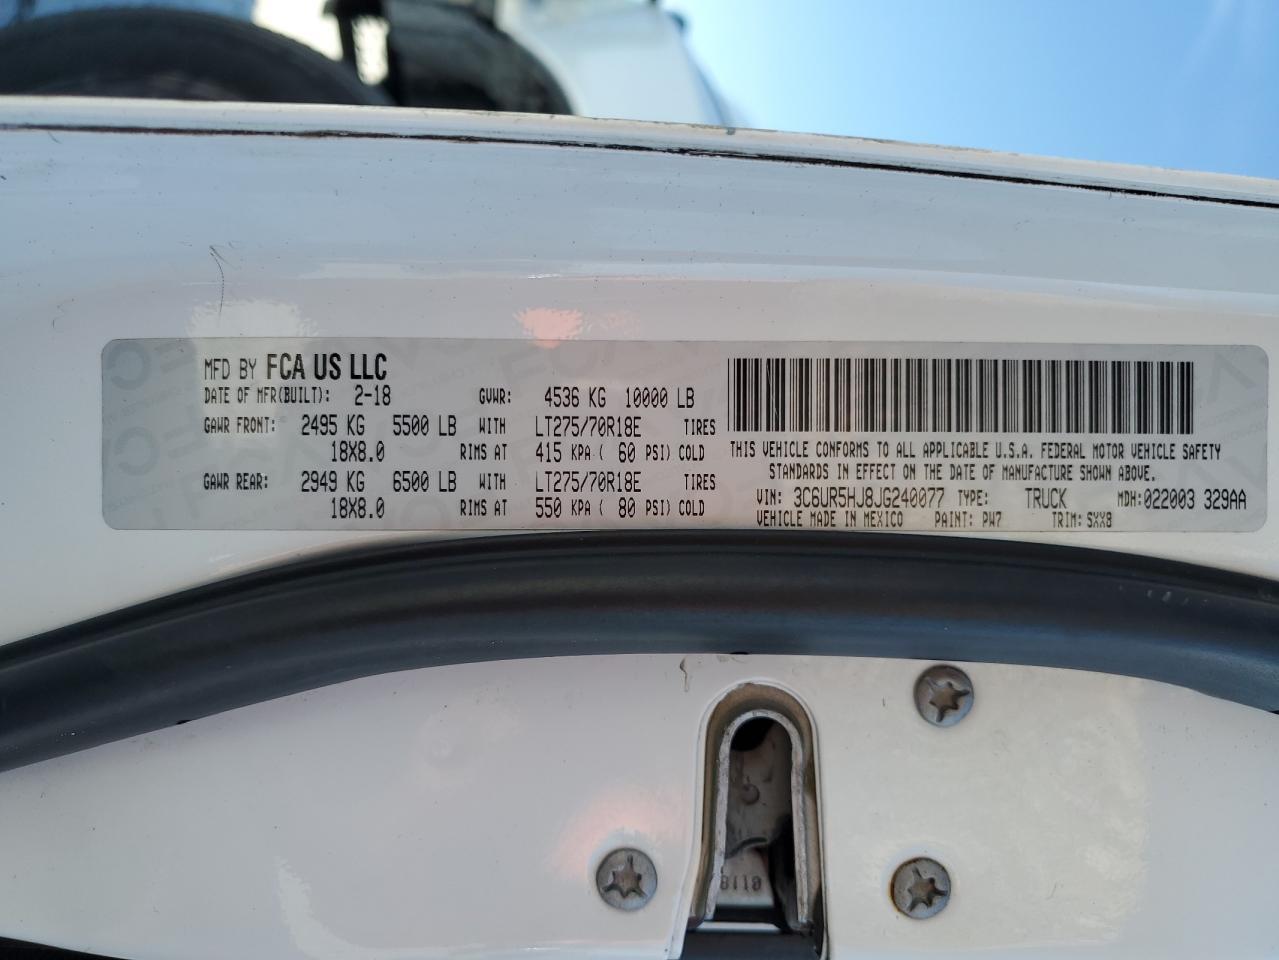 MFD BY FCA US LLC
DATE OF MFR(BUILT): 2-18 GVWR: 4536 KG 10000 LB
GAWR FRONT: 2495 KG 5500 LB WITH LT275/70R18E TIRES
18X8.0 RIMS AT 415 KPA ( 60 PSI) COLD
GAWR REAR: 2949 KG 6500 LB WITH LT275/70R18E TIRES
18X8.0 RIMS AT 550 KPA ( 80 PSI) COLD
THIS VEHICLE CONFORMS TO ALL APPLICABLE U.S.A. FEDERAL MOTOR VEHICLE SAFETY
STANDARDS IN EFFECT ON THE DATE OF MANUFACTURE SHOWN ABOVE.
VIN: 3C6UR5HJ8JG240077 TYPE: TRUCK MDH:022003 329AA
VEHICLE MADE IN MEXICO PAINT: PW7 TRIM: SXX8